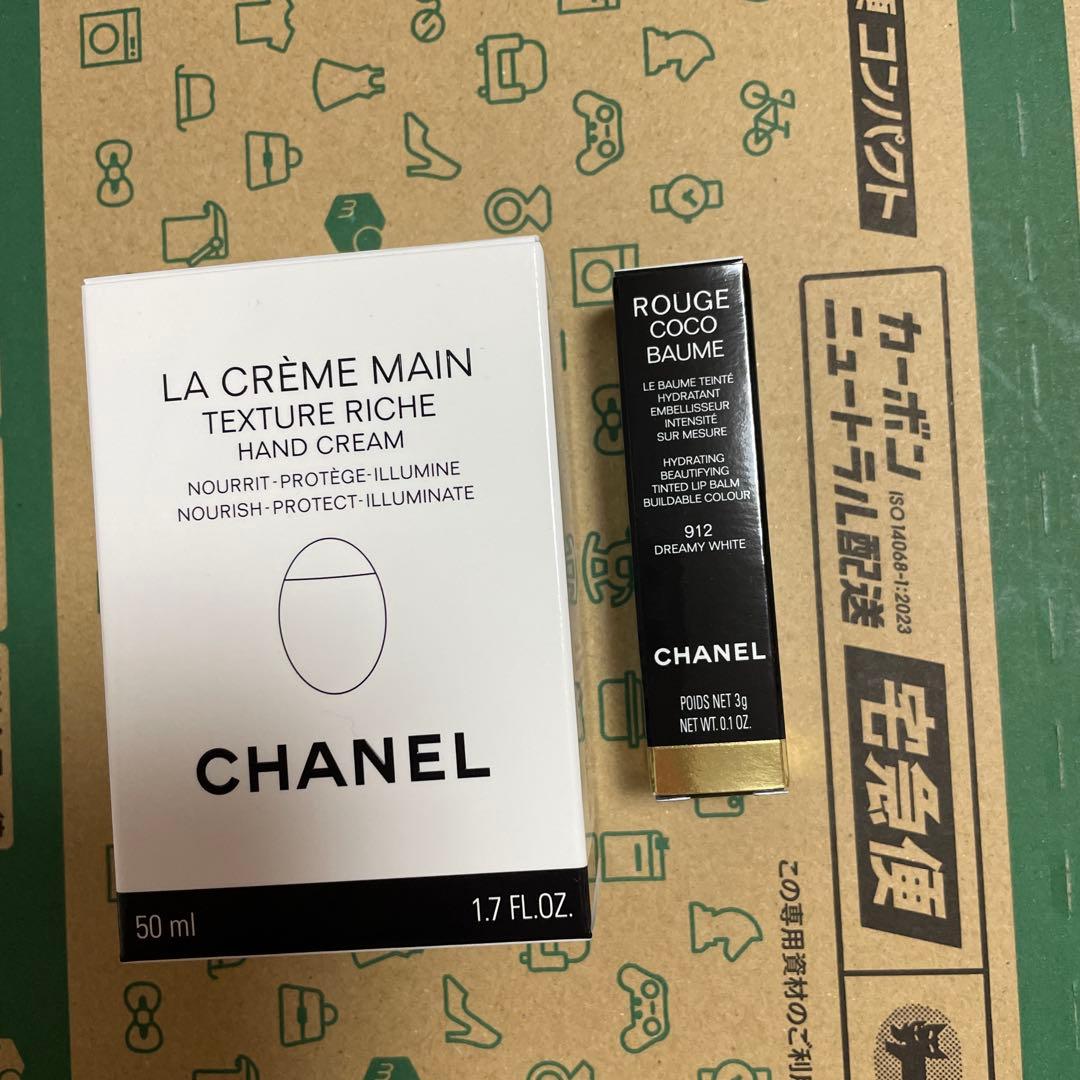 LA CRÈME MAIN
TEXTURE RICHE
HAND CREAM
NOURRIT-PROTÈGE-ILLUMINE
NOURISH-PROTECT-ILLUMINATE
CHANEL
50 ml
1.7 FL.OZ.
ROUGE
COCO
BAUME
LE BAUME TEINTÉ
HYDRATANT
EMBELLISSEUR
INTENSITÉ
SUR MESURE
HYDRATING
BEAUTIFYING
TINTED LIP BALM
BUILDABLE COLOUR
912
DREAMY WHITE
CHANEL
POIDS NET 3g
NET WT. 0.1 OZ.
コンパクト
カーボン
ニュートラル配送
ISO 14068-1:2023
宅急便
この専用資材のご利用